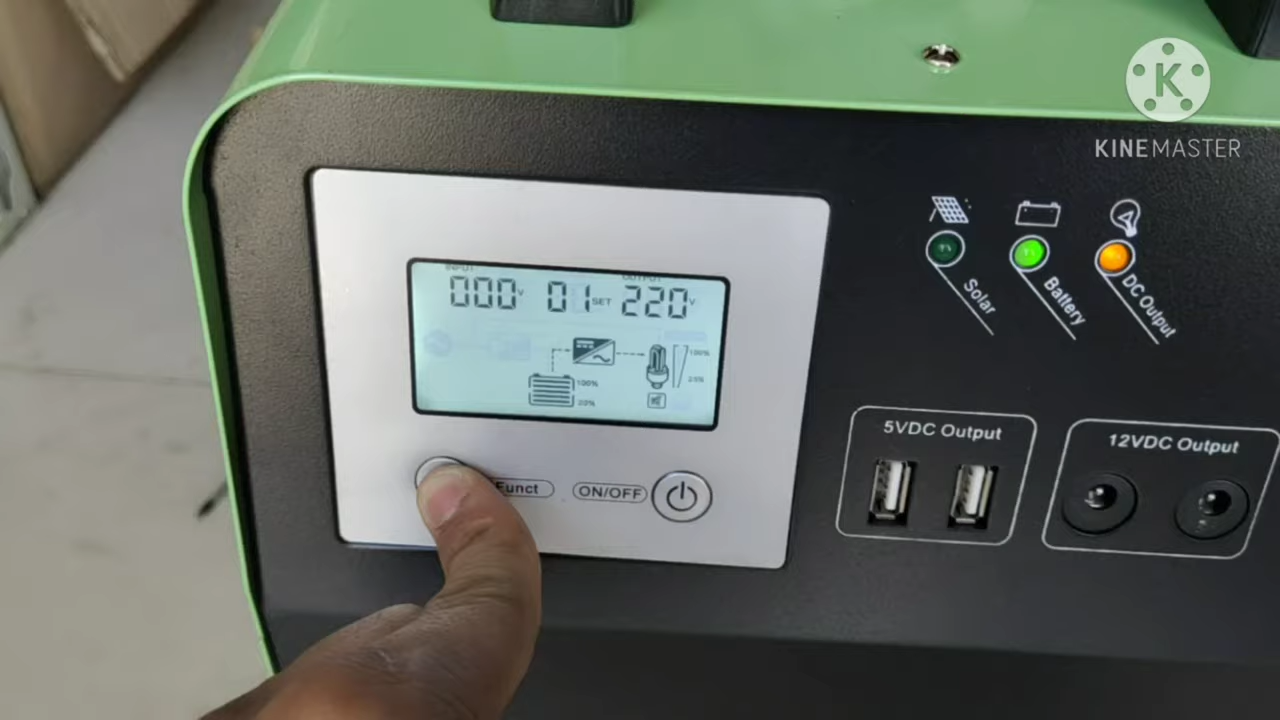 K
KINEMASTER
INPUT
OUTPUT
000V 01 SET 220V
100%
20%
100%
25%
Funct
ON/OFF
Solar
Battery
DC Output
5VDC Output
12VDC Output